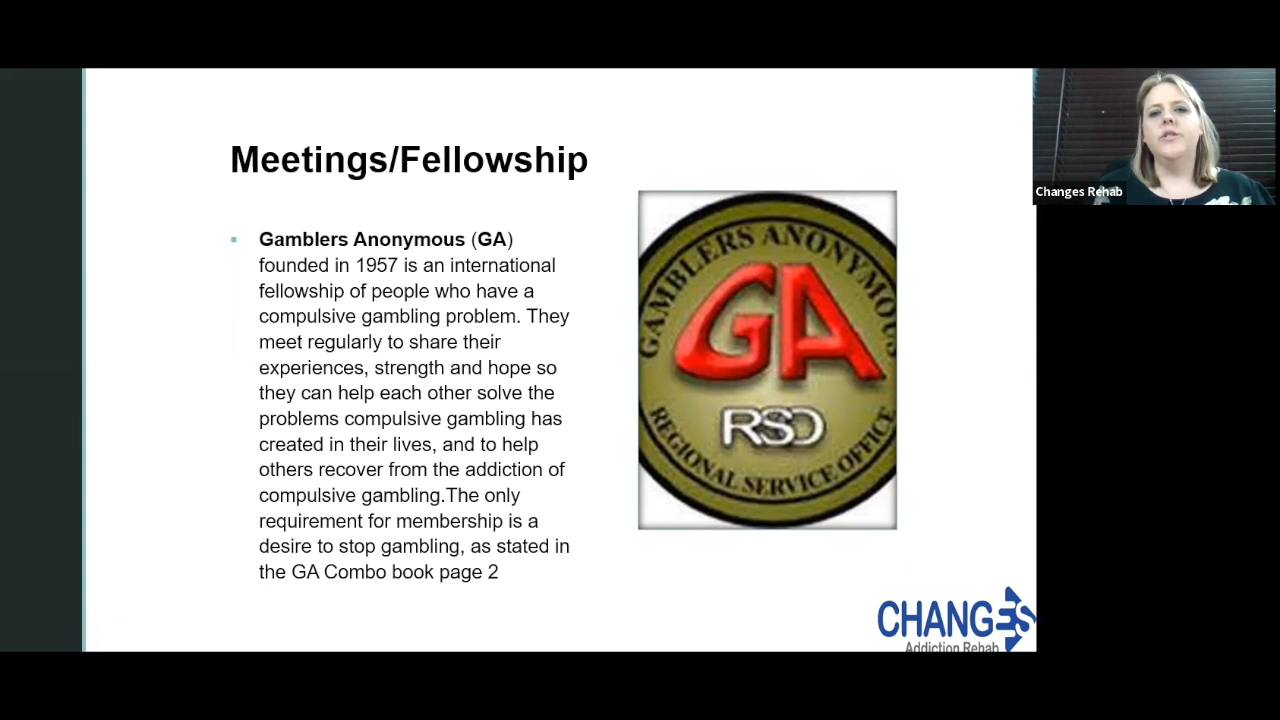 Meetings/Fellowship
Changes Rehab
Gamblers Anonymous (GA)
founded in 1957 is an international
fellowship of people who have a
compulsive gambling problem. They
meet regularly to share their
experiences, strength and hope so
they can help each other solve the
problems compulsive gambling has
created in their lives, and to help
others recover from the addiction of
compulsive gambling.The only
requirement for membership is a
desire to stop gambling, as stated in
the GA Combo book page 2
GAMBLERS ANONYMOUS
GA
RSO
REGIONAL SERVICE OFFICE
CHANGES
Addiction Rehab